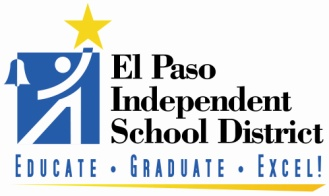 El Paso
Independent
School District
EDUCATE • GRADUATE • EXCEL!